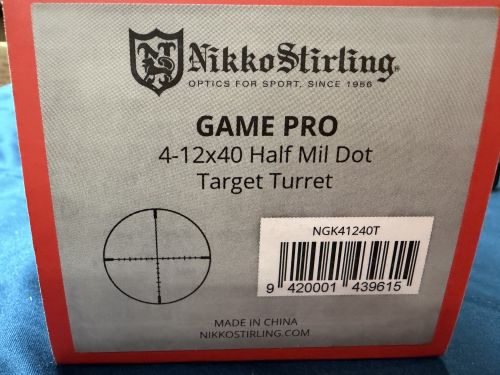 NikkoStirling®
OPTICS FOR SPORT, SINCE 1956
GAME PRO
4-12x40 Half Mil Dot
Target Turret
NGK41240T
9 420001 439615
MADE IN CHINA
NIKKOSTIRLING.COM